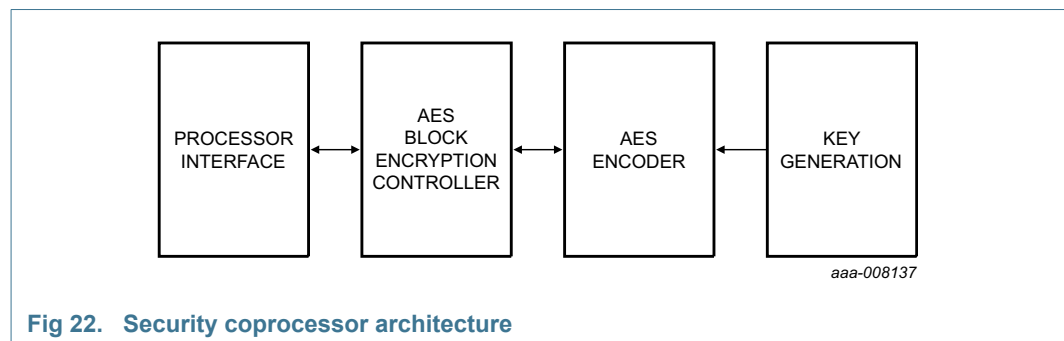 PROCESSOR
INTERFACE
AES
BLOCK
ENCRYPTION
CONTROLLER
AES
ENCODER
KEY
GENERATION
aaa-008137
Fig 22. Security coprocessor architecture